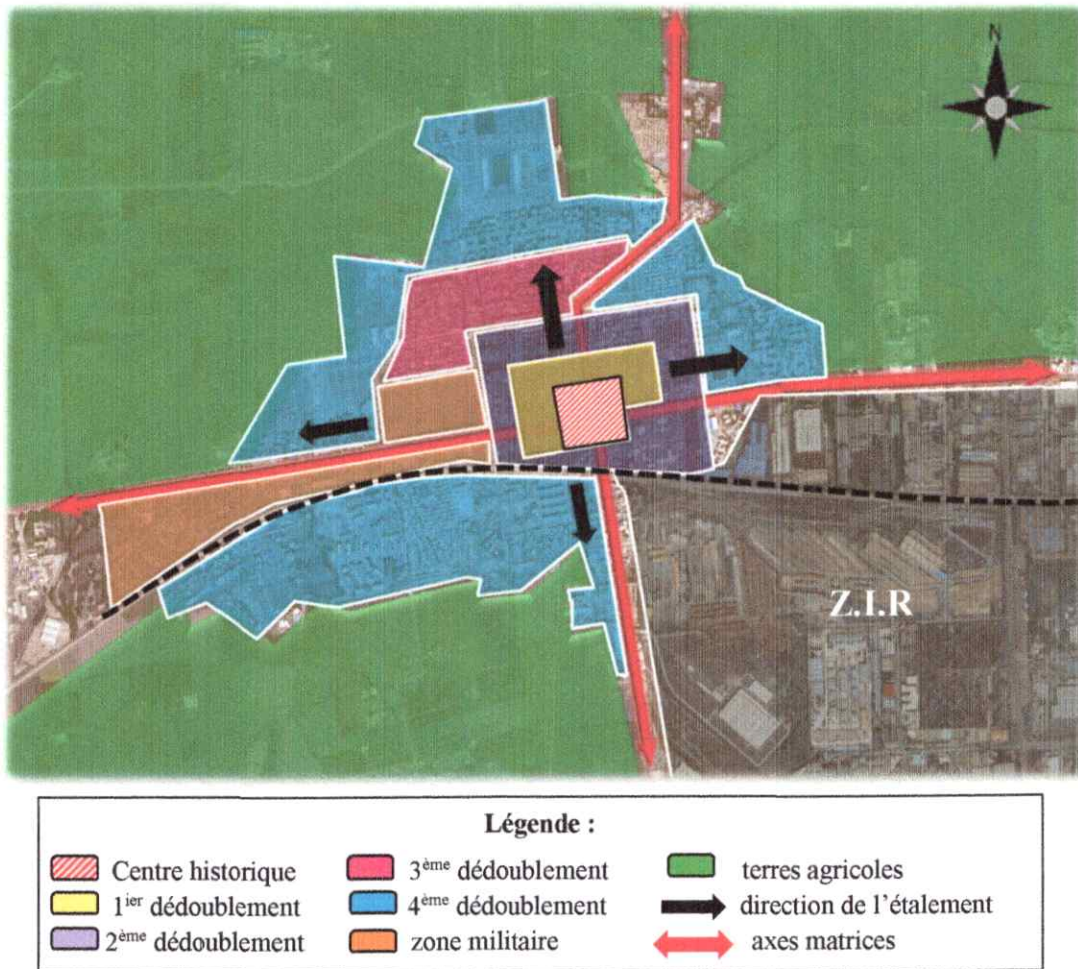 N
Z.I.R
Légende :
Centre historique
3ème dédoublement
terres agricoles
1ier dédoublement
4ème dédoublement
direction de l'étalement
2ème dédoublement
zone militaire
axes matrices